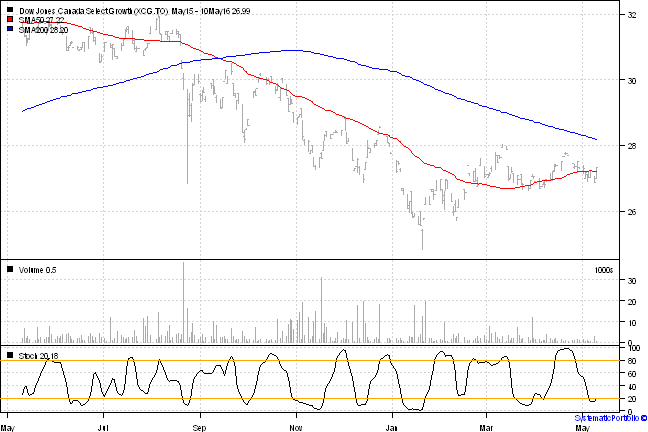 Dow Jones Canada Select Growth (XCG.TO) May15 - 10May16 26.99
SMA50 27.22
SMA200 28.20
32
30
28
26
Volume 0.5
1000s
30
20
10
0
Stoch 20.18
100
80
60
40
20
0
May Jul Sep Nov Jan Mar May
SystematicPortfolio ©